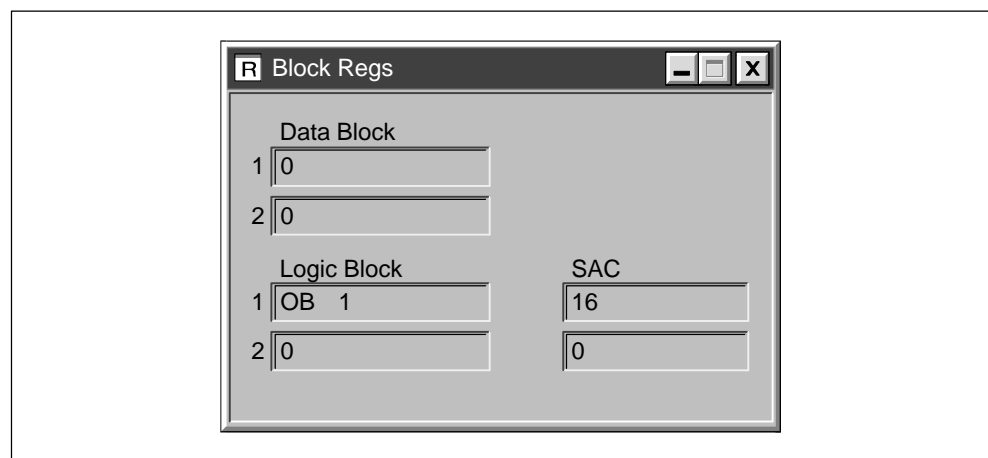 R Block Regs
Data Block
1 0
2 0
Logic Block SAC
1 OB 1 16
2 0 0